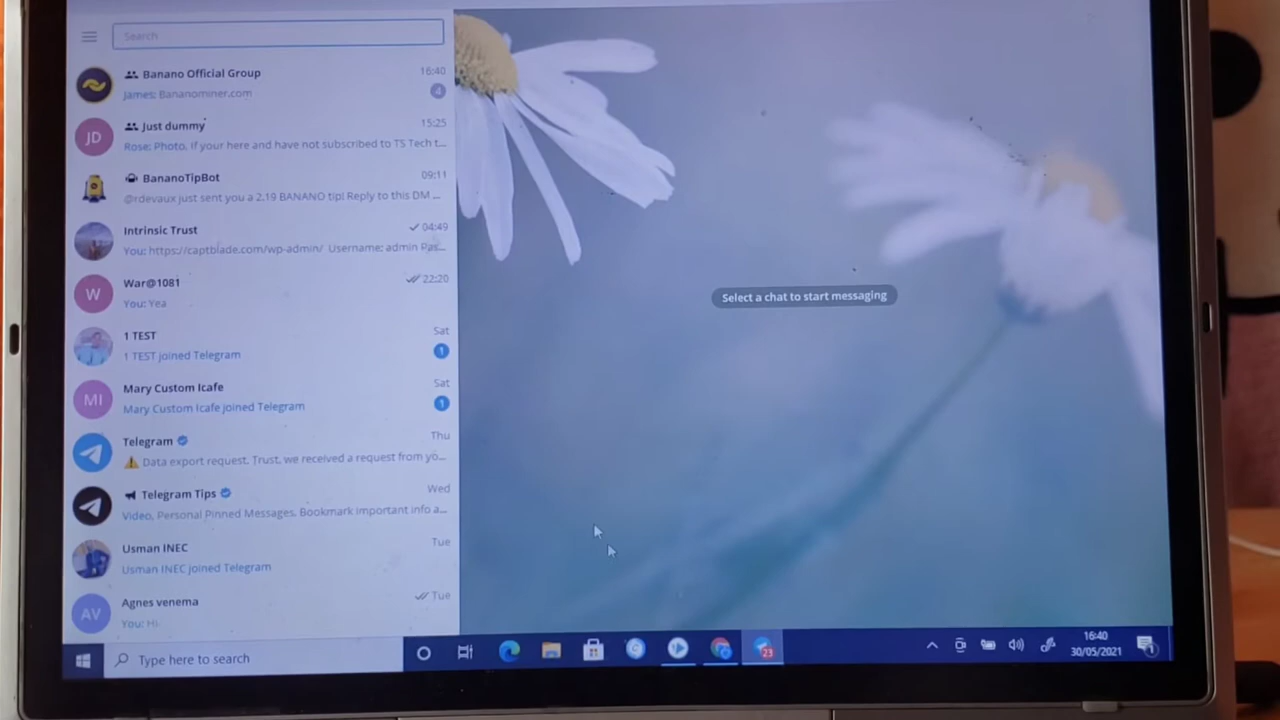 Search
Banano Official Group 16:40
James: Bananominer.com 4
JD Just dummy 15:25
Rose: Photo, If your here and have not subscribed to TS Tech t...
BananoTipBot 09:11
@rdevaux just sent you a 2.19 BANANO tip! Reply to this DM ...
Intrinsic Trust 04:49
You: https://captblade.com/wp-admin/ Username: admin Pas...
W War@1081 22:20
You: Yea
1 TEST Sat
1 TEST joined Telegram 1
MI Mary Custom Icafe Sat
Mary Custom Icafe joined Telegram 1
Telegram Thu
Data export request. Trust, we received a request from yo...
Telegram Tips Wed
Video, Personal Pinned Messages. Bookmark important info a...
Usman INEC Tue
Usman INEC joined Telegram
AV Agnes venema Tue
You: Hi
Select a chat to start messaging
Type here to search
23
16:40
30/05/2021
1